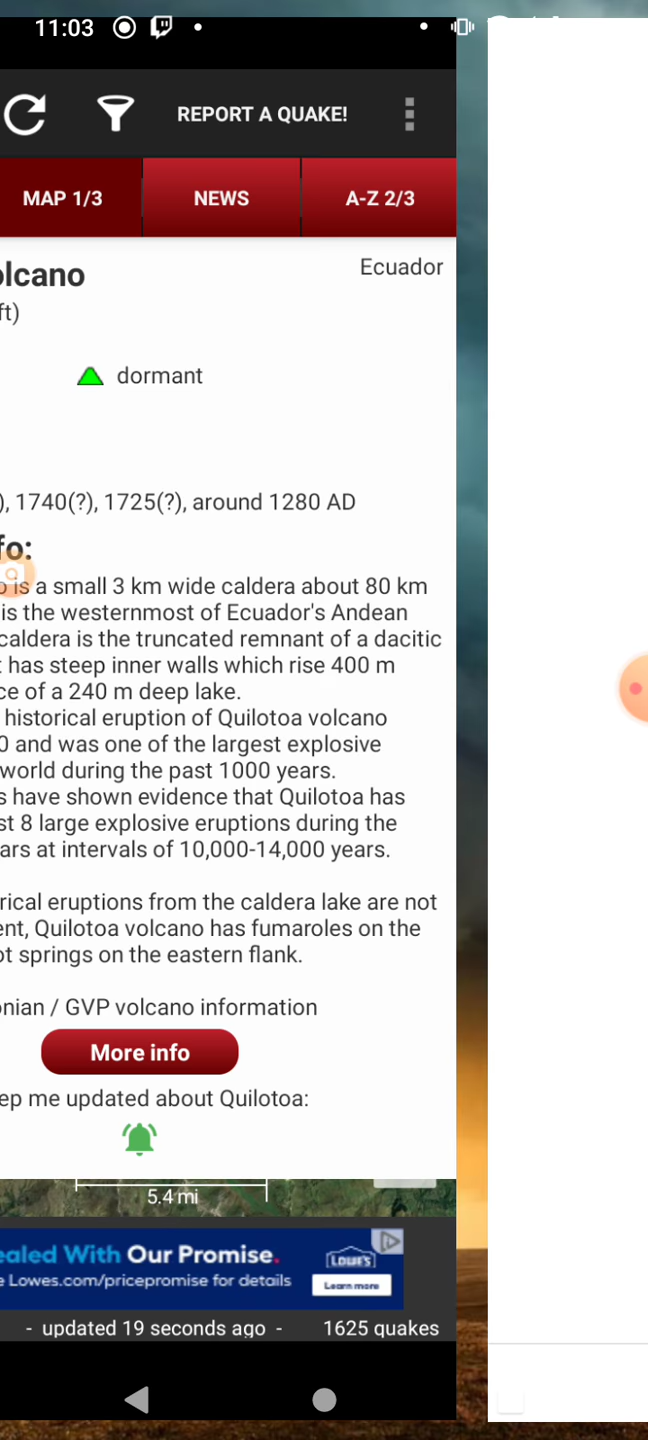 11:03
REPORT A QUAKE!
MAP 1/3
NEWS
A-Z 2/3
olcano
Ecuador
ft)
dormant
), 1740(?), 1725(?), around 1280 AD
fo:
o is a small 3 km wide caldera about 80 km
is the westernmost of Ecuador's Andean
caldera is the truncated remnant of a dacitic
t has steep inner walls which rise 400 m
ce of a 240 m deep lake.
historical eruption of Quilotoa volcano
0 and was one of the largest explosive
world during the past 1000 years.
s have shown evidence that Quilotoa has
st 8 large explosive eruptions during the
ars at intervals of 10,000-14,000 years.
rical eruptions from the caldera lake are not
ent, Quilotoa volcano has fumaroles on the
ot springs on the eastern flank.
onian / GVP volcano information
More info
ep me updated about Quilotoa:
5.4 mi
ealed With Our Promise.
e Lowes.com/pricepromise for details
LOWE'S
Learn more
- updated 19 seconds ago -
1625 quakes